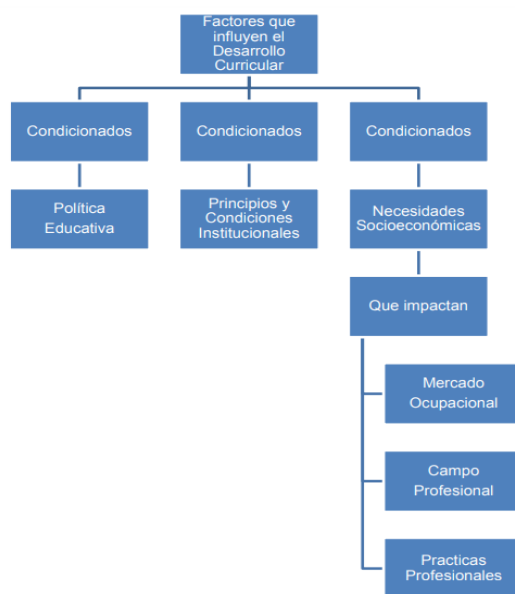 Factores que
influyen el
Desarrollo
Curricular
Condicionados
Condicionados
Condicionados
Política
Educativa
Principios y
Condiciones
Institucionales
Necesidades
Socioeconómicas
Que impactan
Mercado
Ocupacional
Campo
Profesional
Practicas
Profesionales